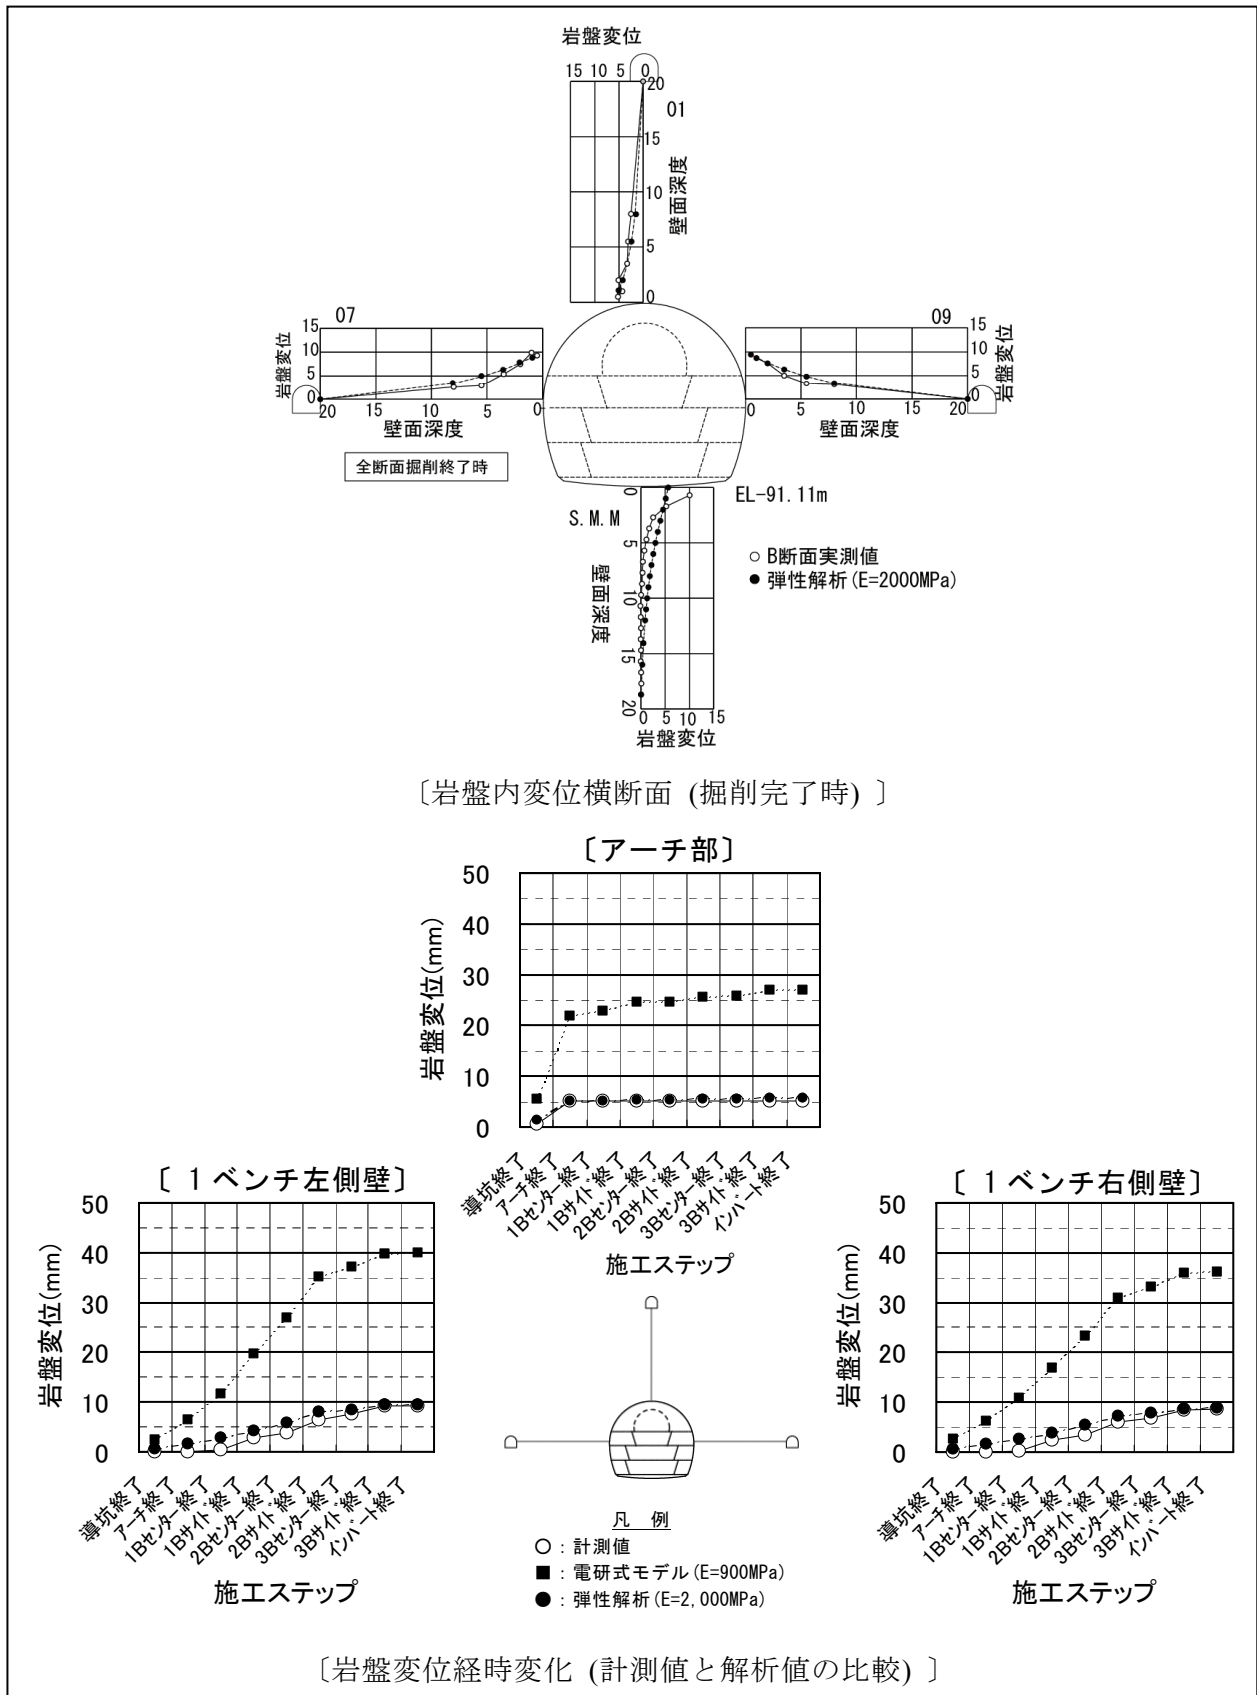 岩盤変位
15 10 5 0
20
01
15
10
5
0
壁面深度
07
15
10
5
0
岩盤変位
20 15 10 5 0
壁面深度
全断面掘削終了時
09
15
10
5
0
岩盤変位
0 5 10 15 20
壁面深度
EL-91.11m
S.M.M
0
5
10
15
20
壁面深度
0 5 10 15
岩盤変位
○ B断面実測値
● 弾性解析(E=2000MPa)
〔岩盤内変位横断面 (掘削完了時) 〕
〔アーチ部〕
50
40
30
20
10
0
岩盤変位(mm)
導坑終了
アーチ終了
1Bセンター終了
1Bサイド終了
2Bセンター終了
2Bサイド終了
3Bセンター終了
3Bサイド終了
インバート終了
施工ステップ
〔 1ベンチ左側壁〕
50
40
30
20
10
0
岩盤変位(mm)
導坑終了
アーチ終了
1Bセンター終了
1Bサイド終了
2Bセンター終了
2Bサイド終了
3Bセンター終了
3Bサイド終了
インバート終了
施工ステップ
〔 1ベンチ右側壁〕
50
40
30
20
10
0
岩盤変位(mm)
導坑終了
アーチ終了
1Bセンター終了
1Bサイド終了
2Bセンター終了
2Bサイド終了
3Bセンター終了
3Bサイド終了
インバート終了
施工ステップ
凡 例
○ : 計測値
■ : 電研式モデル(E=900MPa)
● : 弾性解析(E=2,000MPa)
〔岩盤変位経時変化 (計測値と解析値の比較) 〕